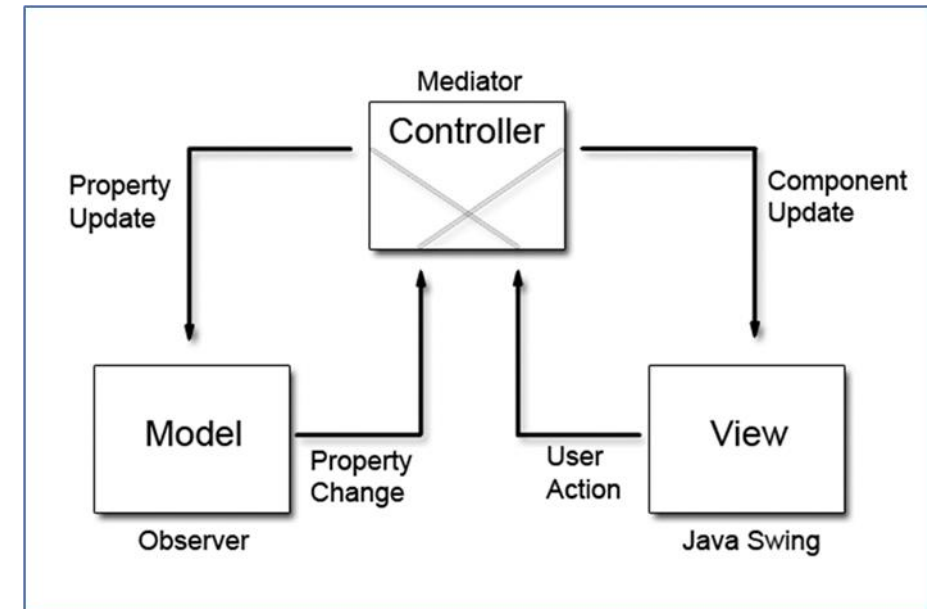 Mediator
Controller
Property
Update
Component
Update
Model
View
Property
Change
User
Action
Observer
Java Swing